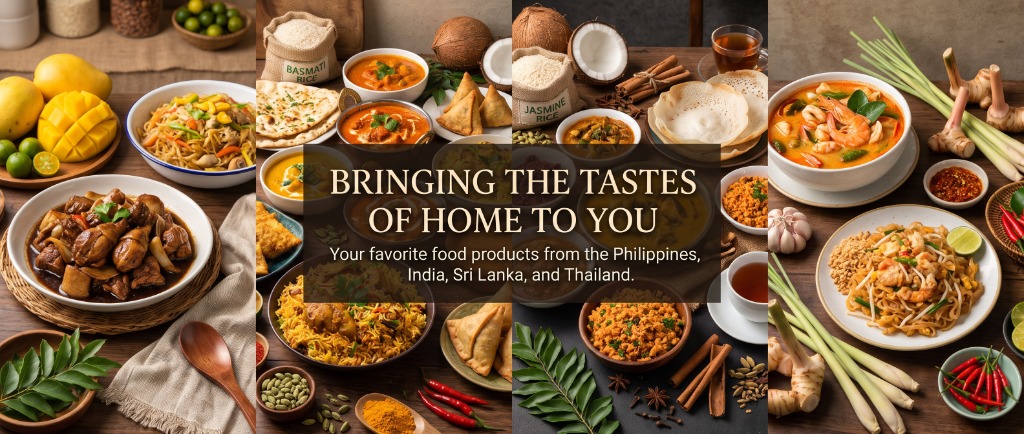 BASMATI
RICE
JASMINE
RICE
BRINGING THE TASTES
OF HOME TO YOU
Your favorite food products from the Philippines,
India, Sri Lanka, and Thailand.